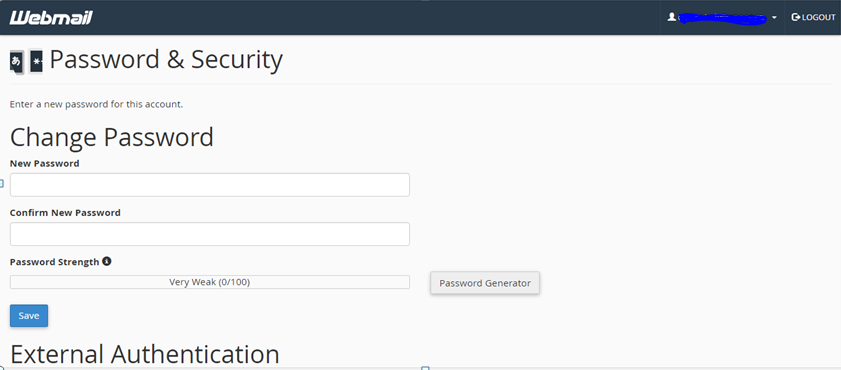 Webmail
LOGOUT
あ * Password & Security
Enter a new password for this account.
Change Password
New Password
Confirm New Password
Password Strength
Very Weak (0/100)
Password Generator
Save
External Authentication